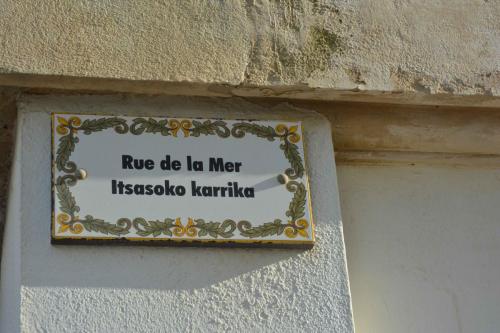 Rue de la Mer
Itsasoko karrika